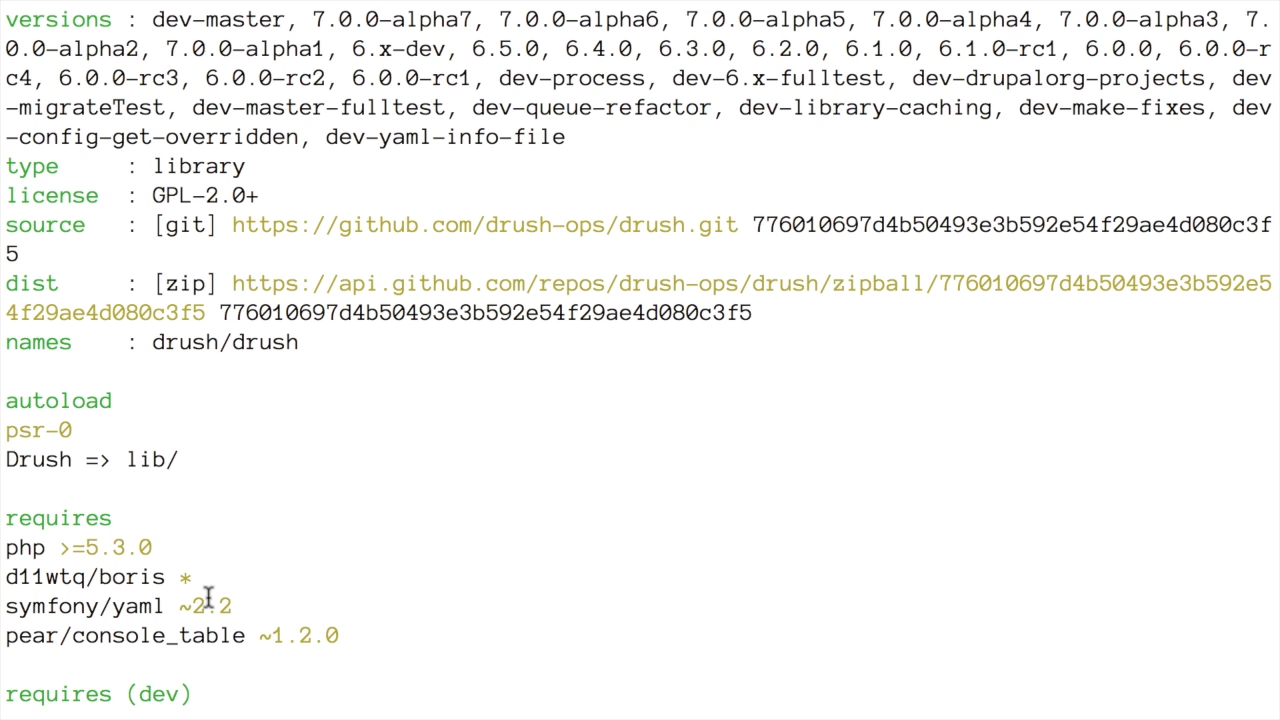 versions : dev-master, 7.0.0-alpha7, 7.0.0-alpha6, 7.0.0-alpha5, 7.0.0-alpha4, 7.0.0-alpha3, 7.
0.0-alpha2, 7.0.0-alpha1, 6.x-dev, 6.5.0, 6.4.0, 6.3.0, 6.2.0, 6.1.0, 6.1.0-rc1, 6.0.0, 6.0.0-r
c4, 6.0.0-rc3, 6.0.0-rc2, 6.0.0-rc1, dev-process, dev-6.x-fulltest, dev-drupalorg-projects, dev
-migrateTest, dev-master-fulltest, dev-queue-refactor, dev-library-caching, dev-make-fixes, dev
-config-get-overridden, dev-yaml-info-file
type     : library
license  : GPL-2.0+
source   : [git] https://github.com/drush-ops/drush.git 776010697d4b50493e3b592e54f29ae4d080c3f
5
dist     : [zip] https://api.github.com/repos/drush-ops/drush/zipball/776010697d4b50493e3b592e5
4f29ae4d080c3f5 776010697d4b50493e3b592e54f29ae4d080c3f5
names    : drush/drush
autoload
psr-0
Drush => lib/
requires
php >=5.3.0
d11wtq/boris *
symfony/yaml ~2.2
pear/console_table ~1.2.0
requires (dev)